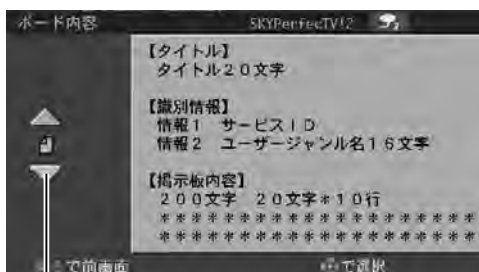 ボード内容 SKYPerfecTV!2
【タイトル】
タイトル20文字
【識別情報】
情報1 サービスID
情報2 ユーザージャンル名16文字
【掲示板内容】
200文字 20文字*10行
********************
********************
で前画面 で選択